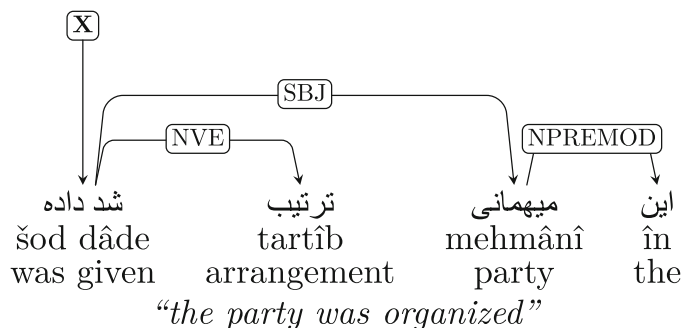 X
SBJ
NVE NPREMOD
این میهمانی ترتیب شد داده
šod dâde tartîb mehmânî în
was given arrangement party the
“the party was organized”